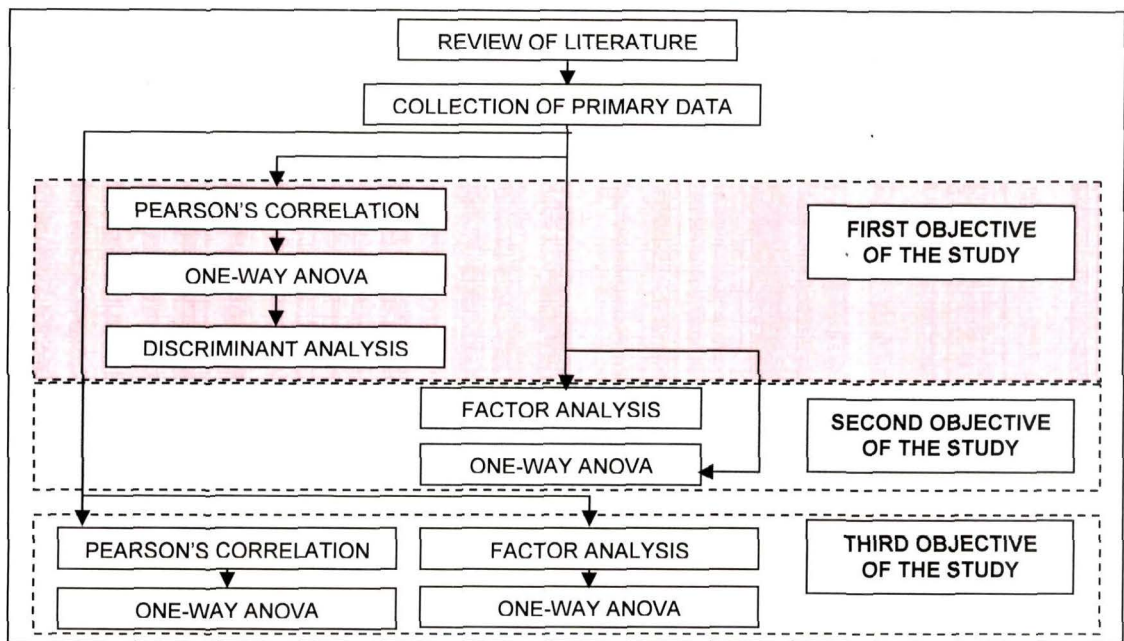 REVIEW OF LITERATURE
COLLECTION OF PRIMARY DATA
PEARSON'S CORRELATION
ONE-WAY ANOVA
DISCRIMINANT ANALYSIS
FIRST OBJECTIVE
OF THE STUDY
FACTOR ANALYSIS
ONE-WAY ANOVA
SECOND OBJECTIVE
OF THE STUDY
PEARSON'S CORRELATION
ONE-WAY ANOVA
FACTOR ANALYSIS
ONE-WAY ANOVA
THIRD OBJECTIVE
OF THE STUDY